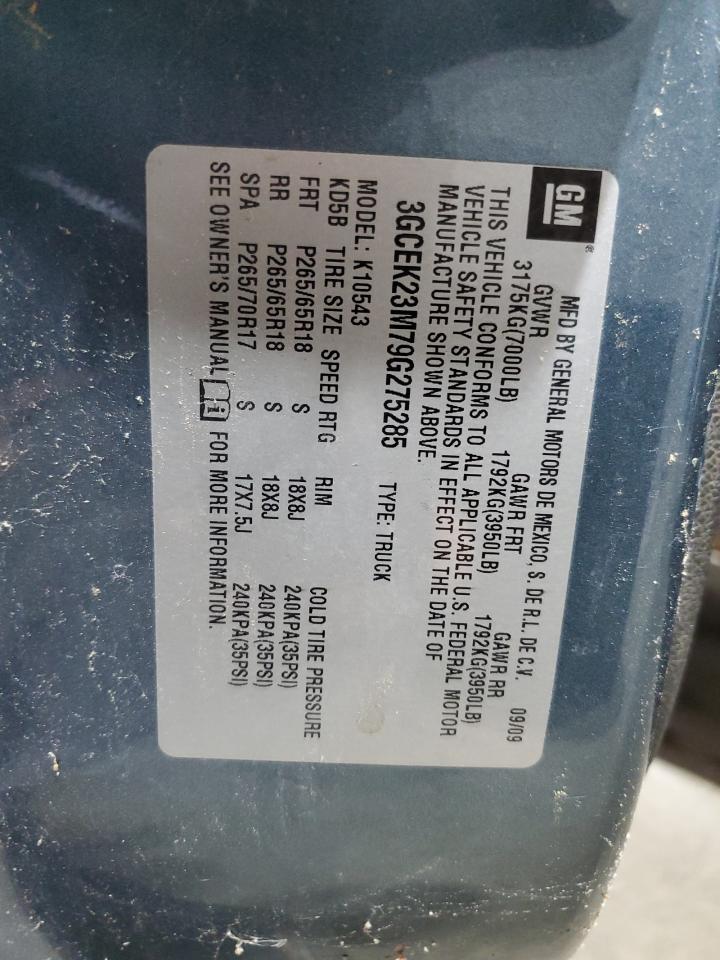 GM®
MFD BY GENERAL MOTORS DE MEXICO, S. DE R.L. DE C.V. 09/09
GVWR GAWR FRT GAWR RR
3175KG(7000LB) 1792KG(3950LB) 1792KG(3950LB)
THIS VEHICLE CONFORMS TO ALL APPLICABLE U.S. FEDERAL MOTOR
VEHICLE SAFETY STANDARDS IN EFFECT ON THE DATE OF
MANUFACTURE SHOWN ABOVE.
3GCEK23M79G275285 TYPE: TRUCK
MODEL: K10543
KD5B TIRE SIZE SPEED RTG RIM COLD TIRE PRESSURE
FRT P265/65R18 S 18X8J 240KPA(35PSI)
RR P265/65R18 S 18X8J 240KPA(35PSI)
SPA P265/70R17 S 17X7.5J 240KPA(35PSI)
SEE OWNER'S MANUAL i FOR MORE INFORMATION.